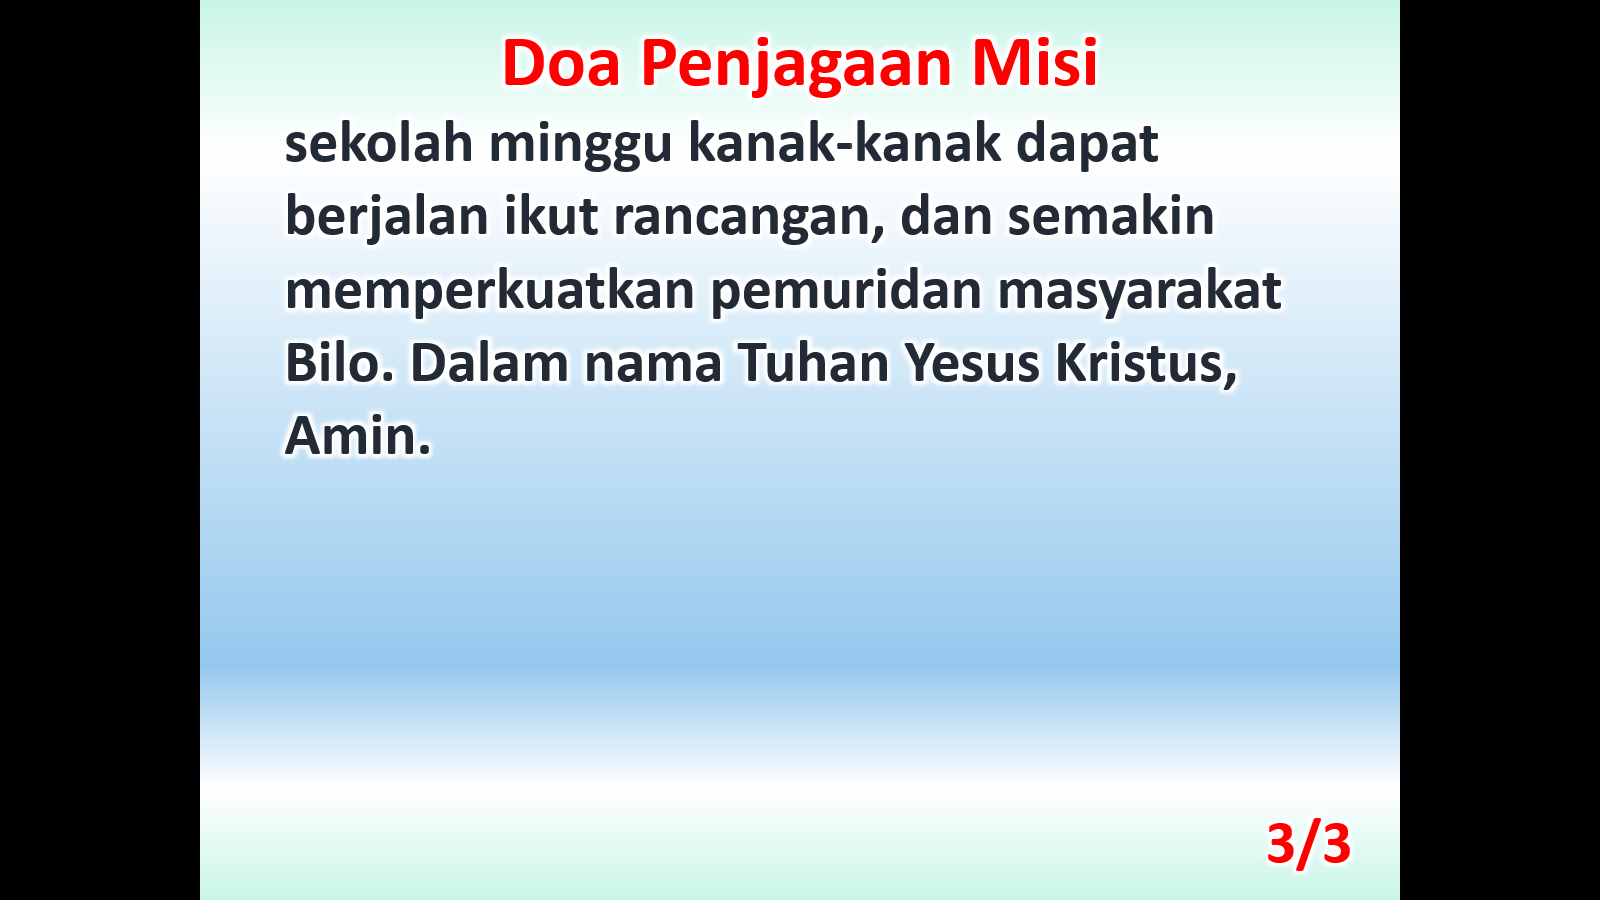 Doa Penjagaan Misi
sekolah minggu kanak-kanak dapat
berjalan ikut rancangan, dan semakin
memperkuatkan pemuridan masyarakat
Bilo. Dalam nama Tuhan Yesus Kristus,
Amin.
3/3